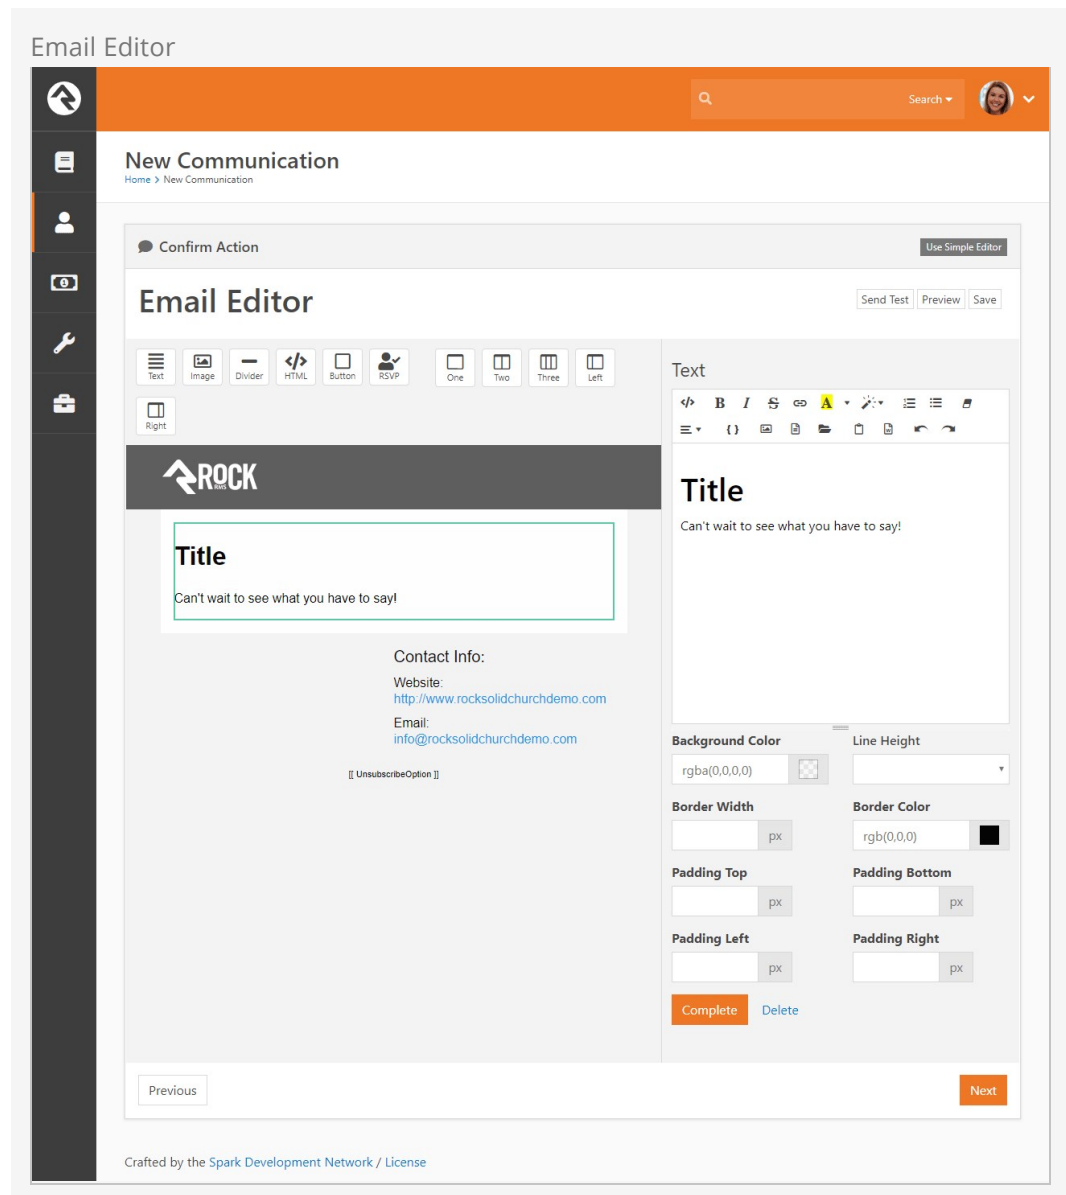 Email Editor
Search
New Communication
Home > New Communication
Confirm Action
Use Simple Editor
Email Editor
Send Test Preview Save
Text Image Divider HTML Button RSVP One Two Three Left
Right
Text
B I S A
{}
ROCK
RMS
Title
Can't wait to see what you have to say!
Contact Info:
Website:
http://www.rocksolidchurchdemo.com
Email:
info@rocksolidchurchdemo.com
[[ UnsubscribeOption ]]
Title
Can't wait to see what you have to say!
Background Color Line Height
rgba(0,0,0,0)
Border Width Border Color
px rgb(0,0,0)
Padding Top Padding Bottom
px px
Padding Left Padding Right
px px
Complete Delete
Previous Next
Crafted by the Spark Development Network / License